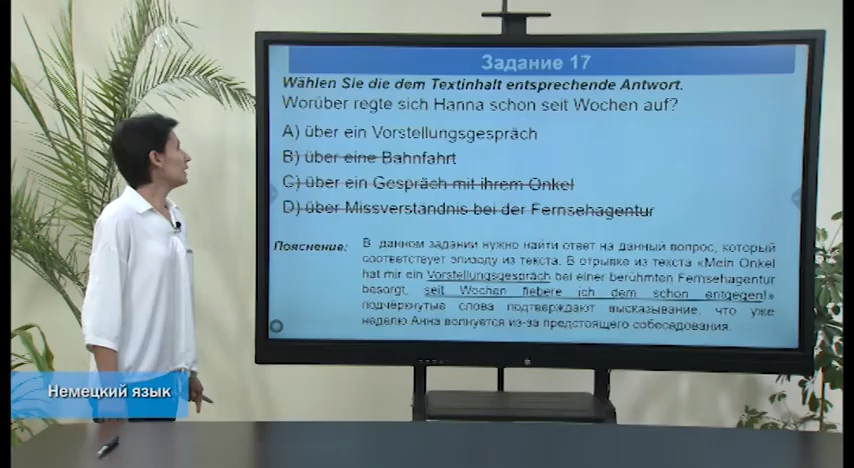 Задание 17
Wählen Sie die dem Textinhalt entsprechende Antwort.
Worüber regte sich Hanna schon seit Wochen auf?
A) über ein Vorstellungsgespräch
B) über eine Bahnfahrt
C) über ein Gespräch mit ihrem Onkel
D) über Missverständnis bei der Fernsehagentur
Пояснение: В данном задании нужно найти ответ на данный вопрос, который
соответствует эпизоду из текста. В отрывке из текста «Mein Onkel
hat mir ein Vorstellungsgespräch bei einer berühmten Fernsehagentur
besorgt, seit Wochen fiebere ich dem schon entgegen!»
подчёркнутые слова подтверждают высказывание, что уже
неделю Анна волнуется из-за предстоящего собеседования.
Немецкий язык